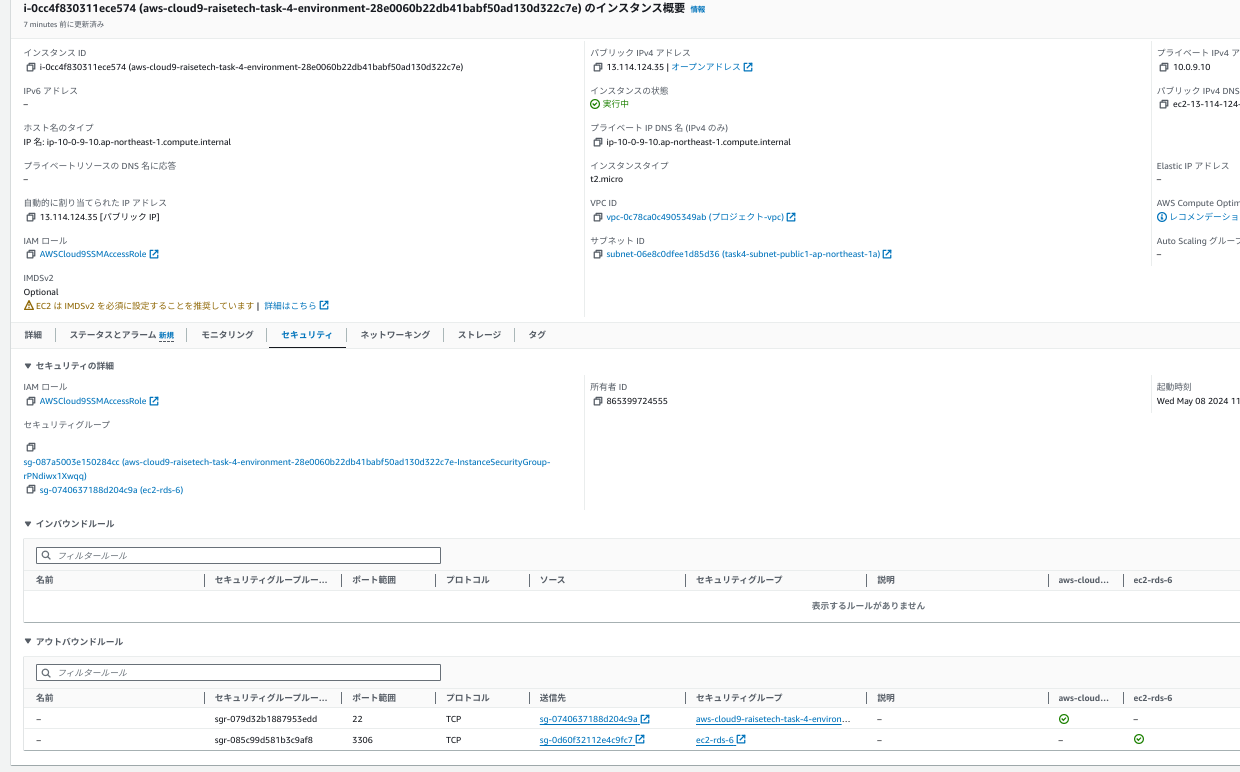 i-0cc4f830311ece574 (aws-cloud9-raisetech-task-4-environment-28e0060b22db41babf50ad130d322c7e) のインスタンス概要 情報
7 minutes 前に更新済み
インスタンス ID
i-0cc4f830311ece574 (aws-cloud9-raisetech-task-4-environment-28e0060b22db41babf50ad130d322c7e)
パブリック IPv4 アドレス
13.114.124.35 | オープンアドレス
プライベート IPv4 ア
10.0.9.10
IPv6 アドレス
–
インスタンスの状態
実行中
パブリック IPv4 DNS
ec2-13-114-124-
ホスト名のタイプ
IP 名: ip-10-0-9-10.ap-northeast-1.compute.internal
プライベート IP DNS 名 (IPv4 のみ)
ip-10-0-9-10.ap-northeast-1.compute.internal
プライベートリソースの DNS 名に応答
–
インスタンスタイプ
t2.micro
Elastic IP アドレス
–
自動的に割り当てられた IP アドレス
13.114.124.35 [パブリック IP]
VPC ID
vpc-0c78ca0c4905349ab (プロジェクト-vpc)
AWS Compute Optim
レコメンデーショ
IAM ロール
AWSCloud9SSMAccessRole
サブネット ID
subnet-06e8c0dfee1d85d36 (task4-subnet-public1-ap-northeast-1a)
Auto Scaling グループ
–
IMDSv2
Optional
EC2 は IMDSv2 を必須に設定することを推奨しています | 詳細はこちら
詳細 ステータスとアラーム 新規 モニタリング セキュリティ ネットワーキング ストレージ タグ
▼ セキュリティの詳細
IAM ロール
AWSCloud9SSMAccessRole
所有者 ID
865399724555
起動時刻
Wed May 08 2024 11
セキュリティグループ
sg-087a5003e150284cc (aws-cloud9-raisetech-task-4-environment-28e0060b22db41babf50ad130d322c7e-InstanceSecurityGroup-
rPNdiwx1Xwqq)
sg-0740637188d204c9a (ec2-rds-6)
▼ インバウンドルール
フィルタールール
名前 セキュリティグループルー... ポート範囲 プロトコル ソース セキュリティグループ 説明 aws-cloud... ec2-rds-6
表示するルールがありません
▼ アウトバウンドルール
フィルタールール
名前 セキュリティグループルー... ポート範囲 プロトコル 送信先 セキュリティグループ 説明 aws-cloud... ec2-rds-6
– sgr-079d32b1887953edd 22 TCP sg-0740637188d204c9a aws-cloud9-raisetech-task-4-environ... – –
– sgr-085c99d581b3c9af8 3306 TCP sg-0d60f32112e4c9fc7 ec2-rds-6 – –